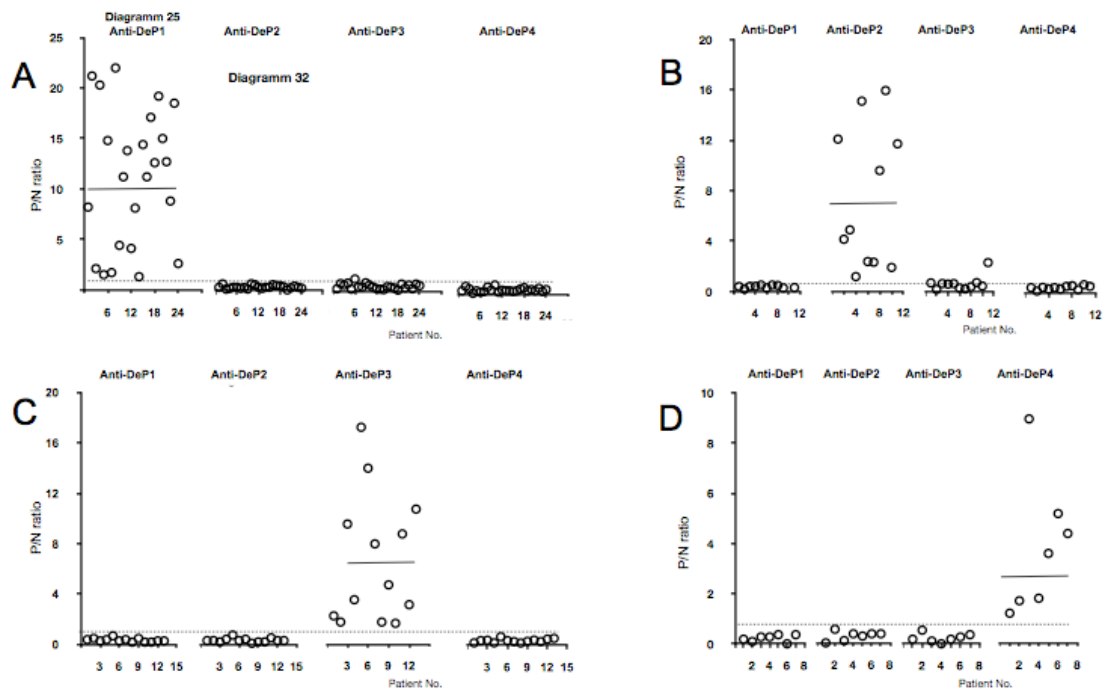 Diagramm 25
Anti-DeP1 Anti-DeP2 Anti-DeP3 Anti-DeP4
A
Diagramm 32
P/N ratio
25
20
15
10
5
6 12 18 24 6 12 18 24 6 12 18 24 6 12 18 24
Patient No.
Anti-DeP1 Anti-DeP2 Anti-DeP3 Anti-DeP4
B
P/N ratio
20
16
12
8
4
0
4 8 12 4 8 12 4 8 12 4 8 12
Patient No.
Anti-DeP1 Anti-DeP2 Anti-DeP3 Anti-DeP4
C
P/N ratio
20
16
12
8
4
0
3 6 9 12 15 3 6 9 12 15 3 6 9 12 3 6 9 12 15
Patient No.
Anti-DeP1 Anti-DeP2 Anti-DeP3 Anti-DeP4
D
P/N ratio
10
8
6
4
2
0
2 4 6 8 2 4 6 8 2 4 6 8 2 4 6 8
Patient No.